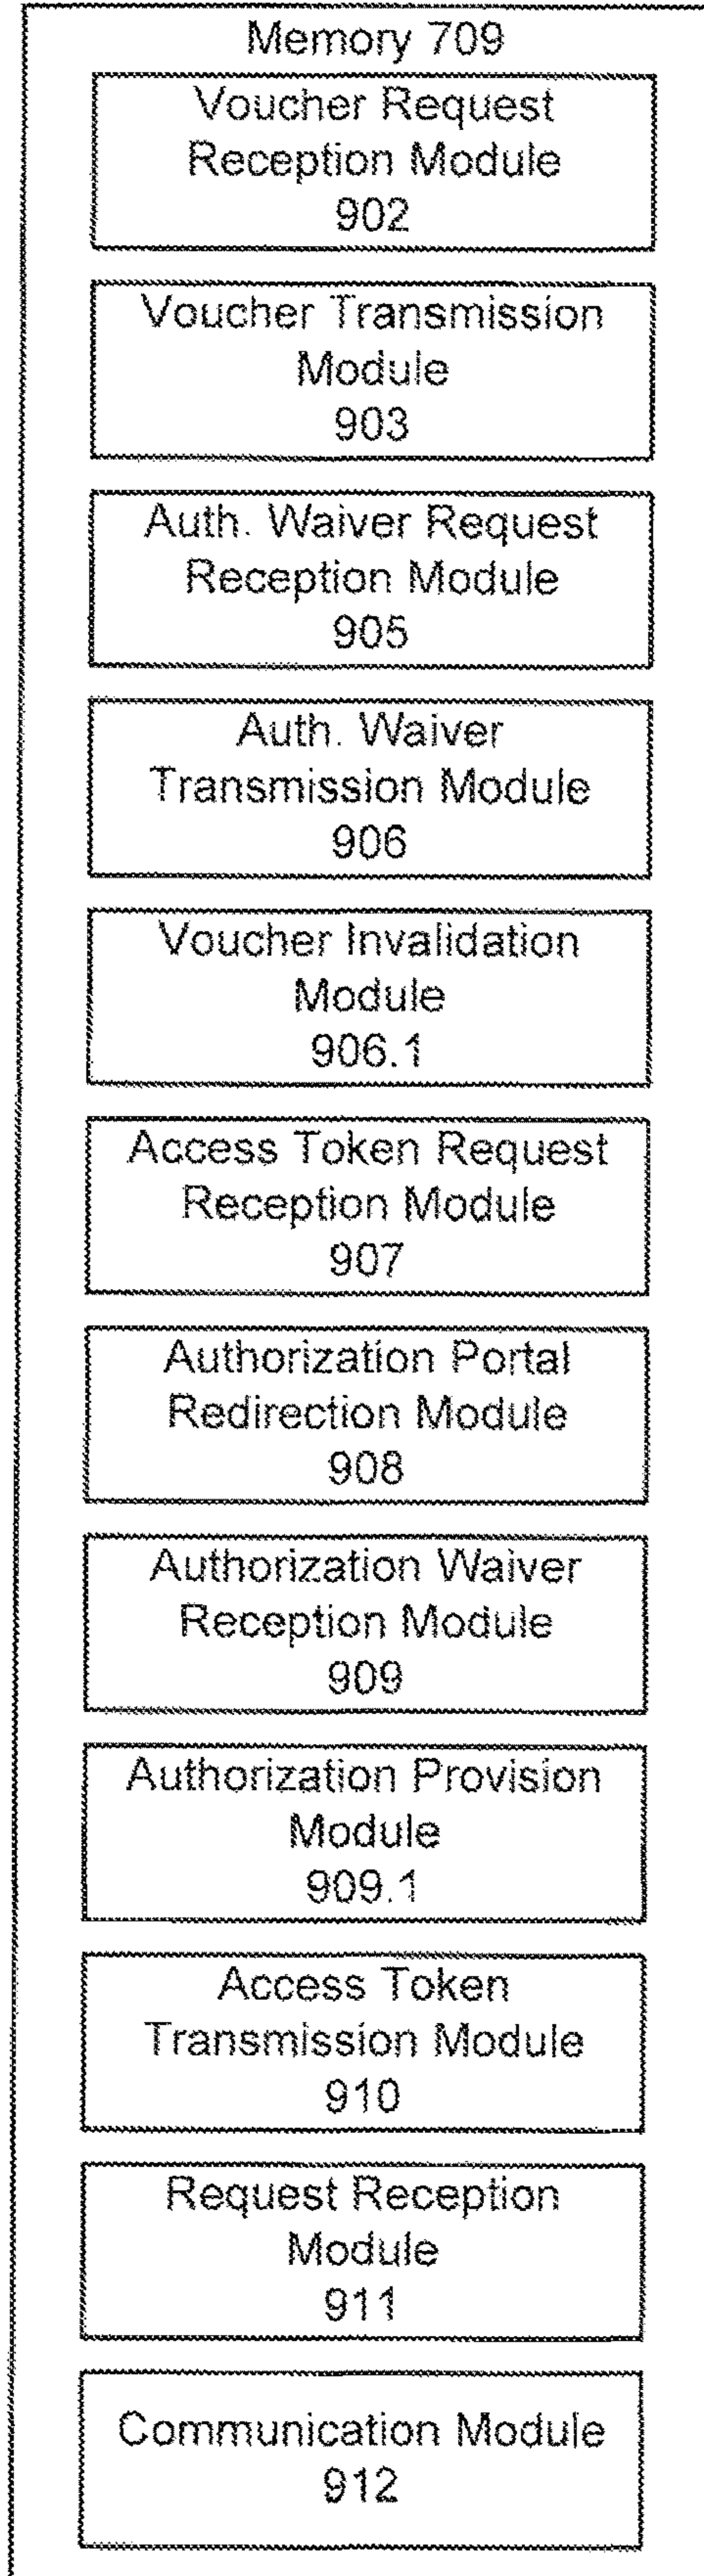 Memory 709
Voucher Request
Reception Module
902
Voucher Transmission
Module
903
Auth. Waiver Request
Reception Module
905
Auth. Waiver
Transmission Module
906
Voucher Invalidation
Module
906.1
Access Token Request
Reception Module
907
Authorization Portal
Redirection Module
908
Authorization Waiver
Reception Module
909
Authorization Provision
Module
909.1
Access Token
Transmission Module
910
Request Reception
Module
911
Communication Module
912